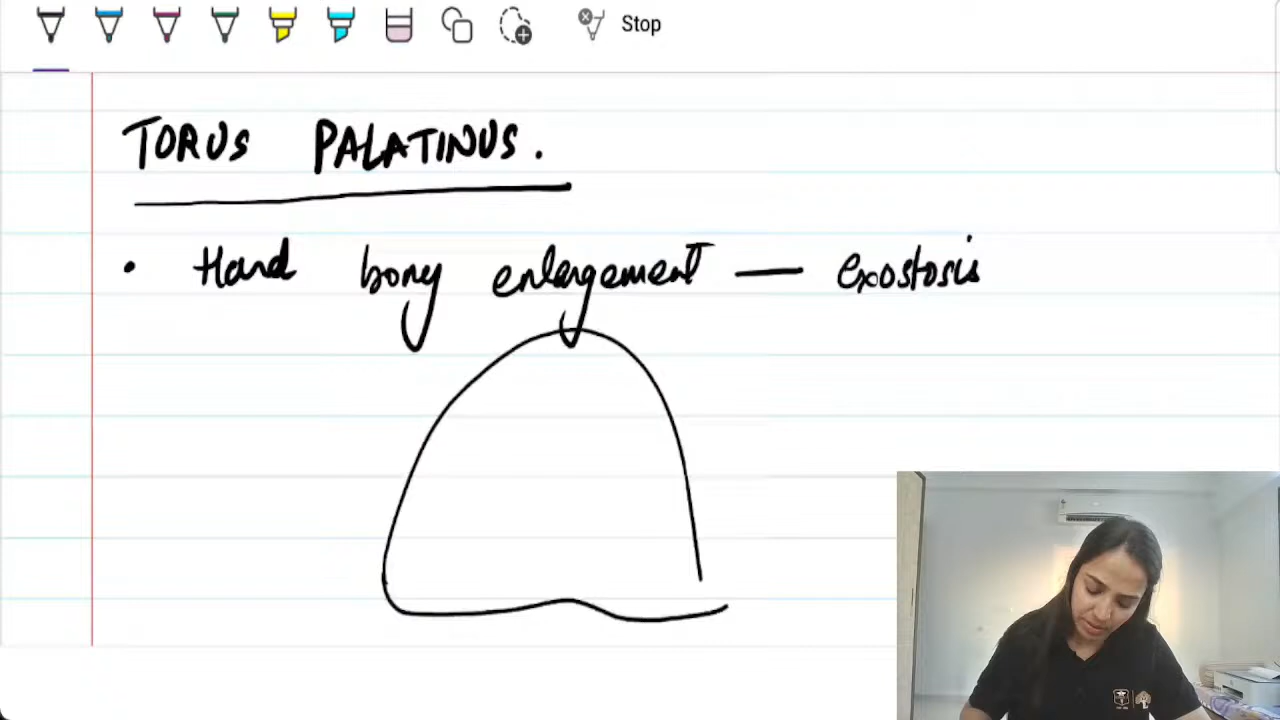 Stop
TORUS PALATINUS.
• Hard bony enlargement — exostosis